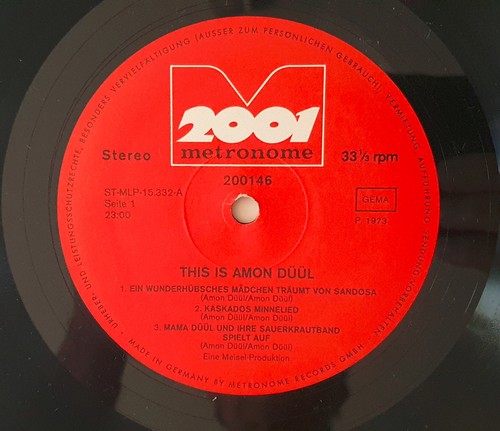 URHEBER- UND LEISTUNGSSCHUTZRECHTE, BESONDERS VERVIELFÄLTIGUNG (AUSSER ZUM PERSÖNLICHEN GEBRAUCH), VERMIETUNG, AUFFÜHRUNG, SENDUNG VORBEHALTEN!
M
2001
metronome
Stereo
33⅓ rpm
200146
ST-MLP-15.332-A
Seite 1
23:00
GEMA
P 1973
THIS IS AMON DÜÜL
1. EIN WUNDERHÜBSCHES MÄDCHEN TRÄUMT VON SANDOSA
(Amon Düül/Amon Düül)
2. KASKADOS MINNELIED
(Amon Düül/Amon Düül)
3. MAMA DÜÜL UND IHRE SAUERKRAUTBAND
SPIELT AUF
(Amon Düül/Amon Düül)
Eine Meisel-Produktion
MADE IN GERMANY BY METRONOME RECORDS GMBH